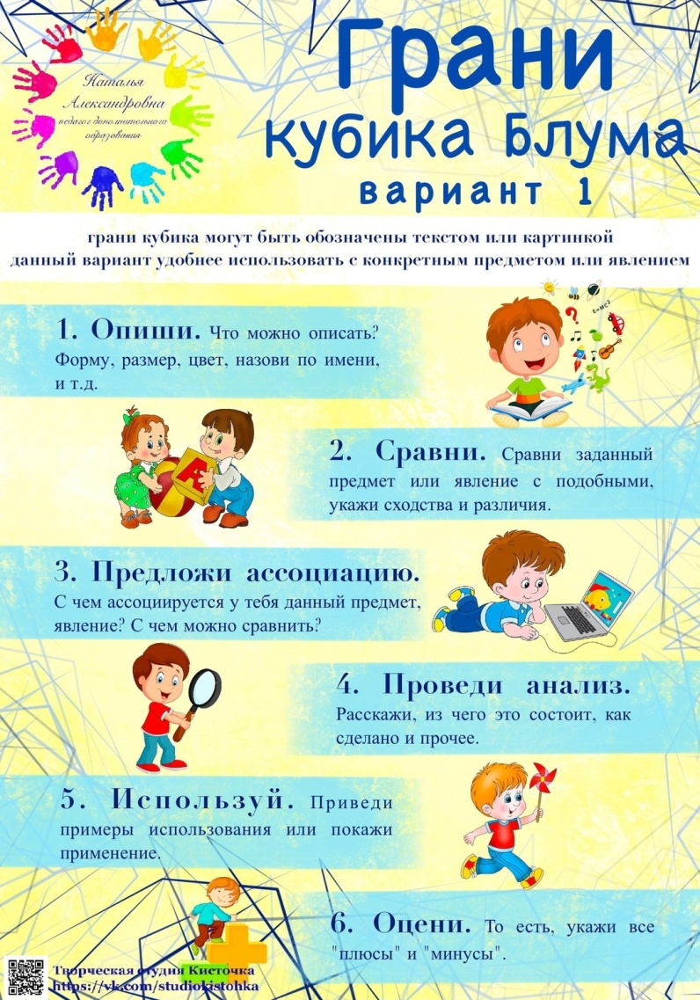 Наталья
Александровна
педагог дополнительного
образования
Грани
кубика Блума
вариант 1
грани кубика могут быть обозначены текстом или картинкой
данный вариант удобнее использовать с конкретным предметом или явлением
1. Опиши. Что можно описать?
Форму, размер, цвет, назови по имени,
и т.д.
?
E=MC²
2. Сравни. Сравни заданный
предмет или явление с подобными,
укажи сходства и различия.
A
3. Предложи ассоциацию.
С чем ассоциируется у тебя данный предмет,
явление? С чем можно сравнить?
4. Проведи анализ.
Расскажи, из чего это состоит, как
сделано и прочее.
5. Используй. Приведи
примеры использования или покажи
применение.
6. Оцени. То есть, укажи все
"плюсы" и "минусы".
Творческая студия Кисточка
https://vk.com/studiokistohka